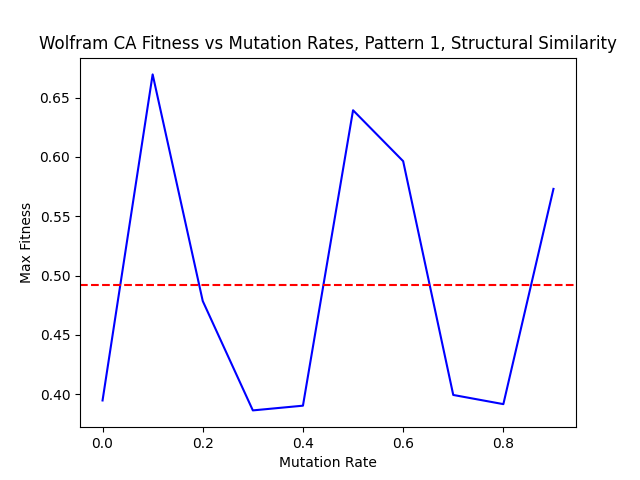 Wolfram CA Fitness vs Mutation Rates, Pattern 1, Structural Similarity
0.65
0.60
0.55
0.50
0.45
0.40
Max Fitness
0.0 0.2 0.4 0.6 0.8
Mutation Rate